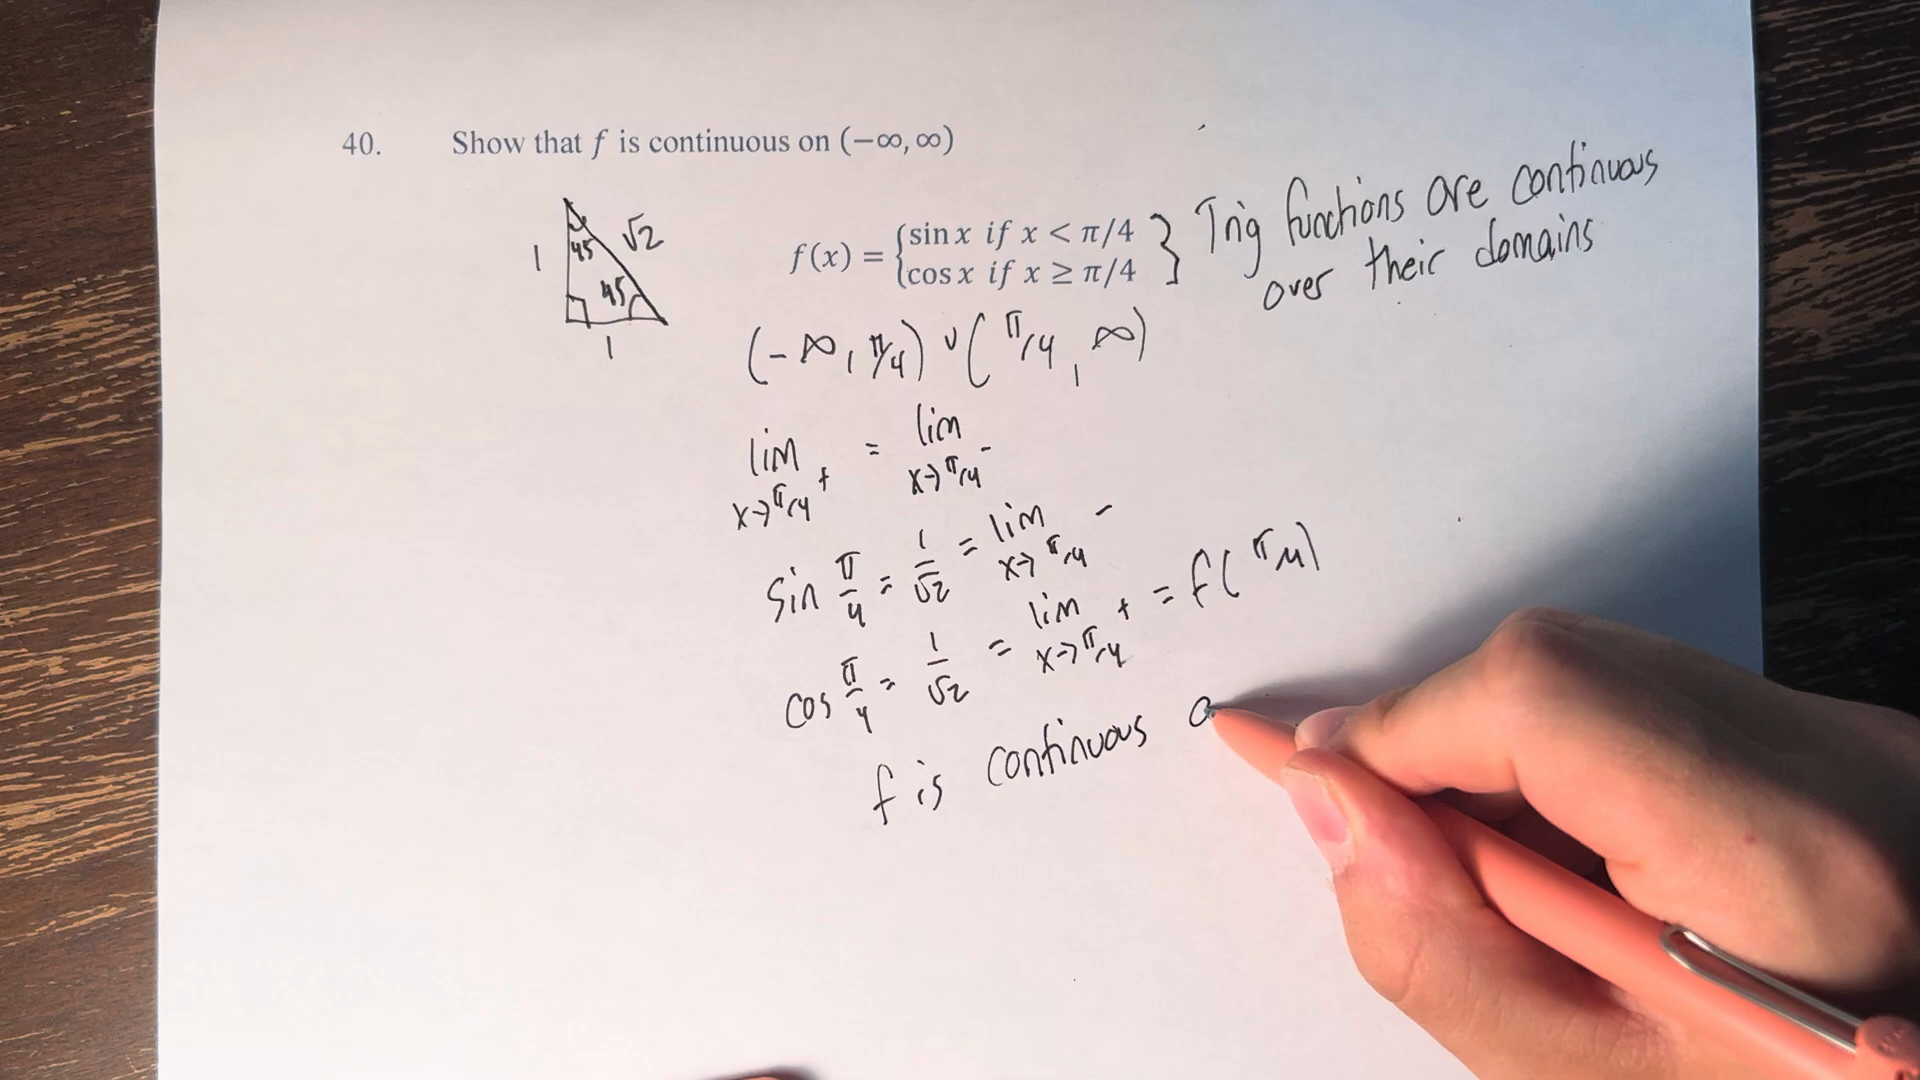 40. Show that f is continuous on (−∞, ∞)
1 45 √2
45
1
f(x) = { sin x if x < π/4
cos x if x ≥ π/4 }
Trig functions are continuous
over their domains
(-∞, π/4) ∪ (π/4, ∞)
lim x→π/4⁺ = lim x→π/4⁻
sin π/4 = 1/√2 = lim x→π/4⁻
cos π/4 = 1/√2 = lim x→π/4⁺ = f(π/4)
f is continuous